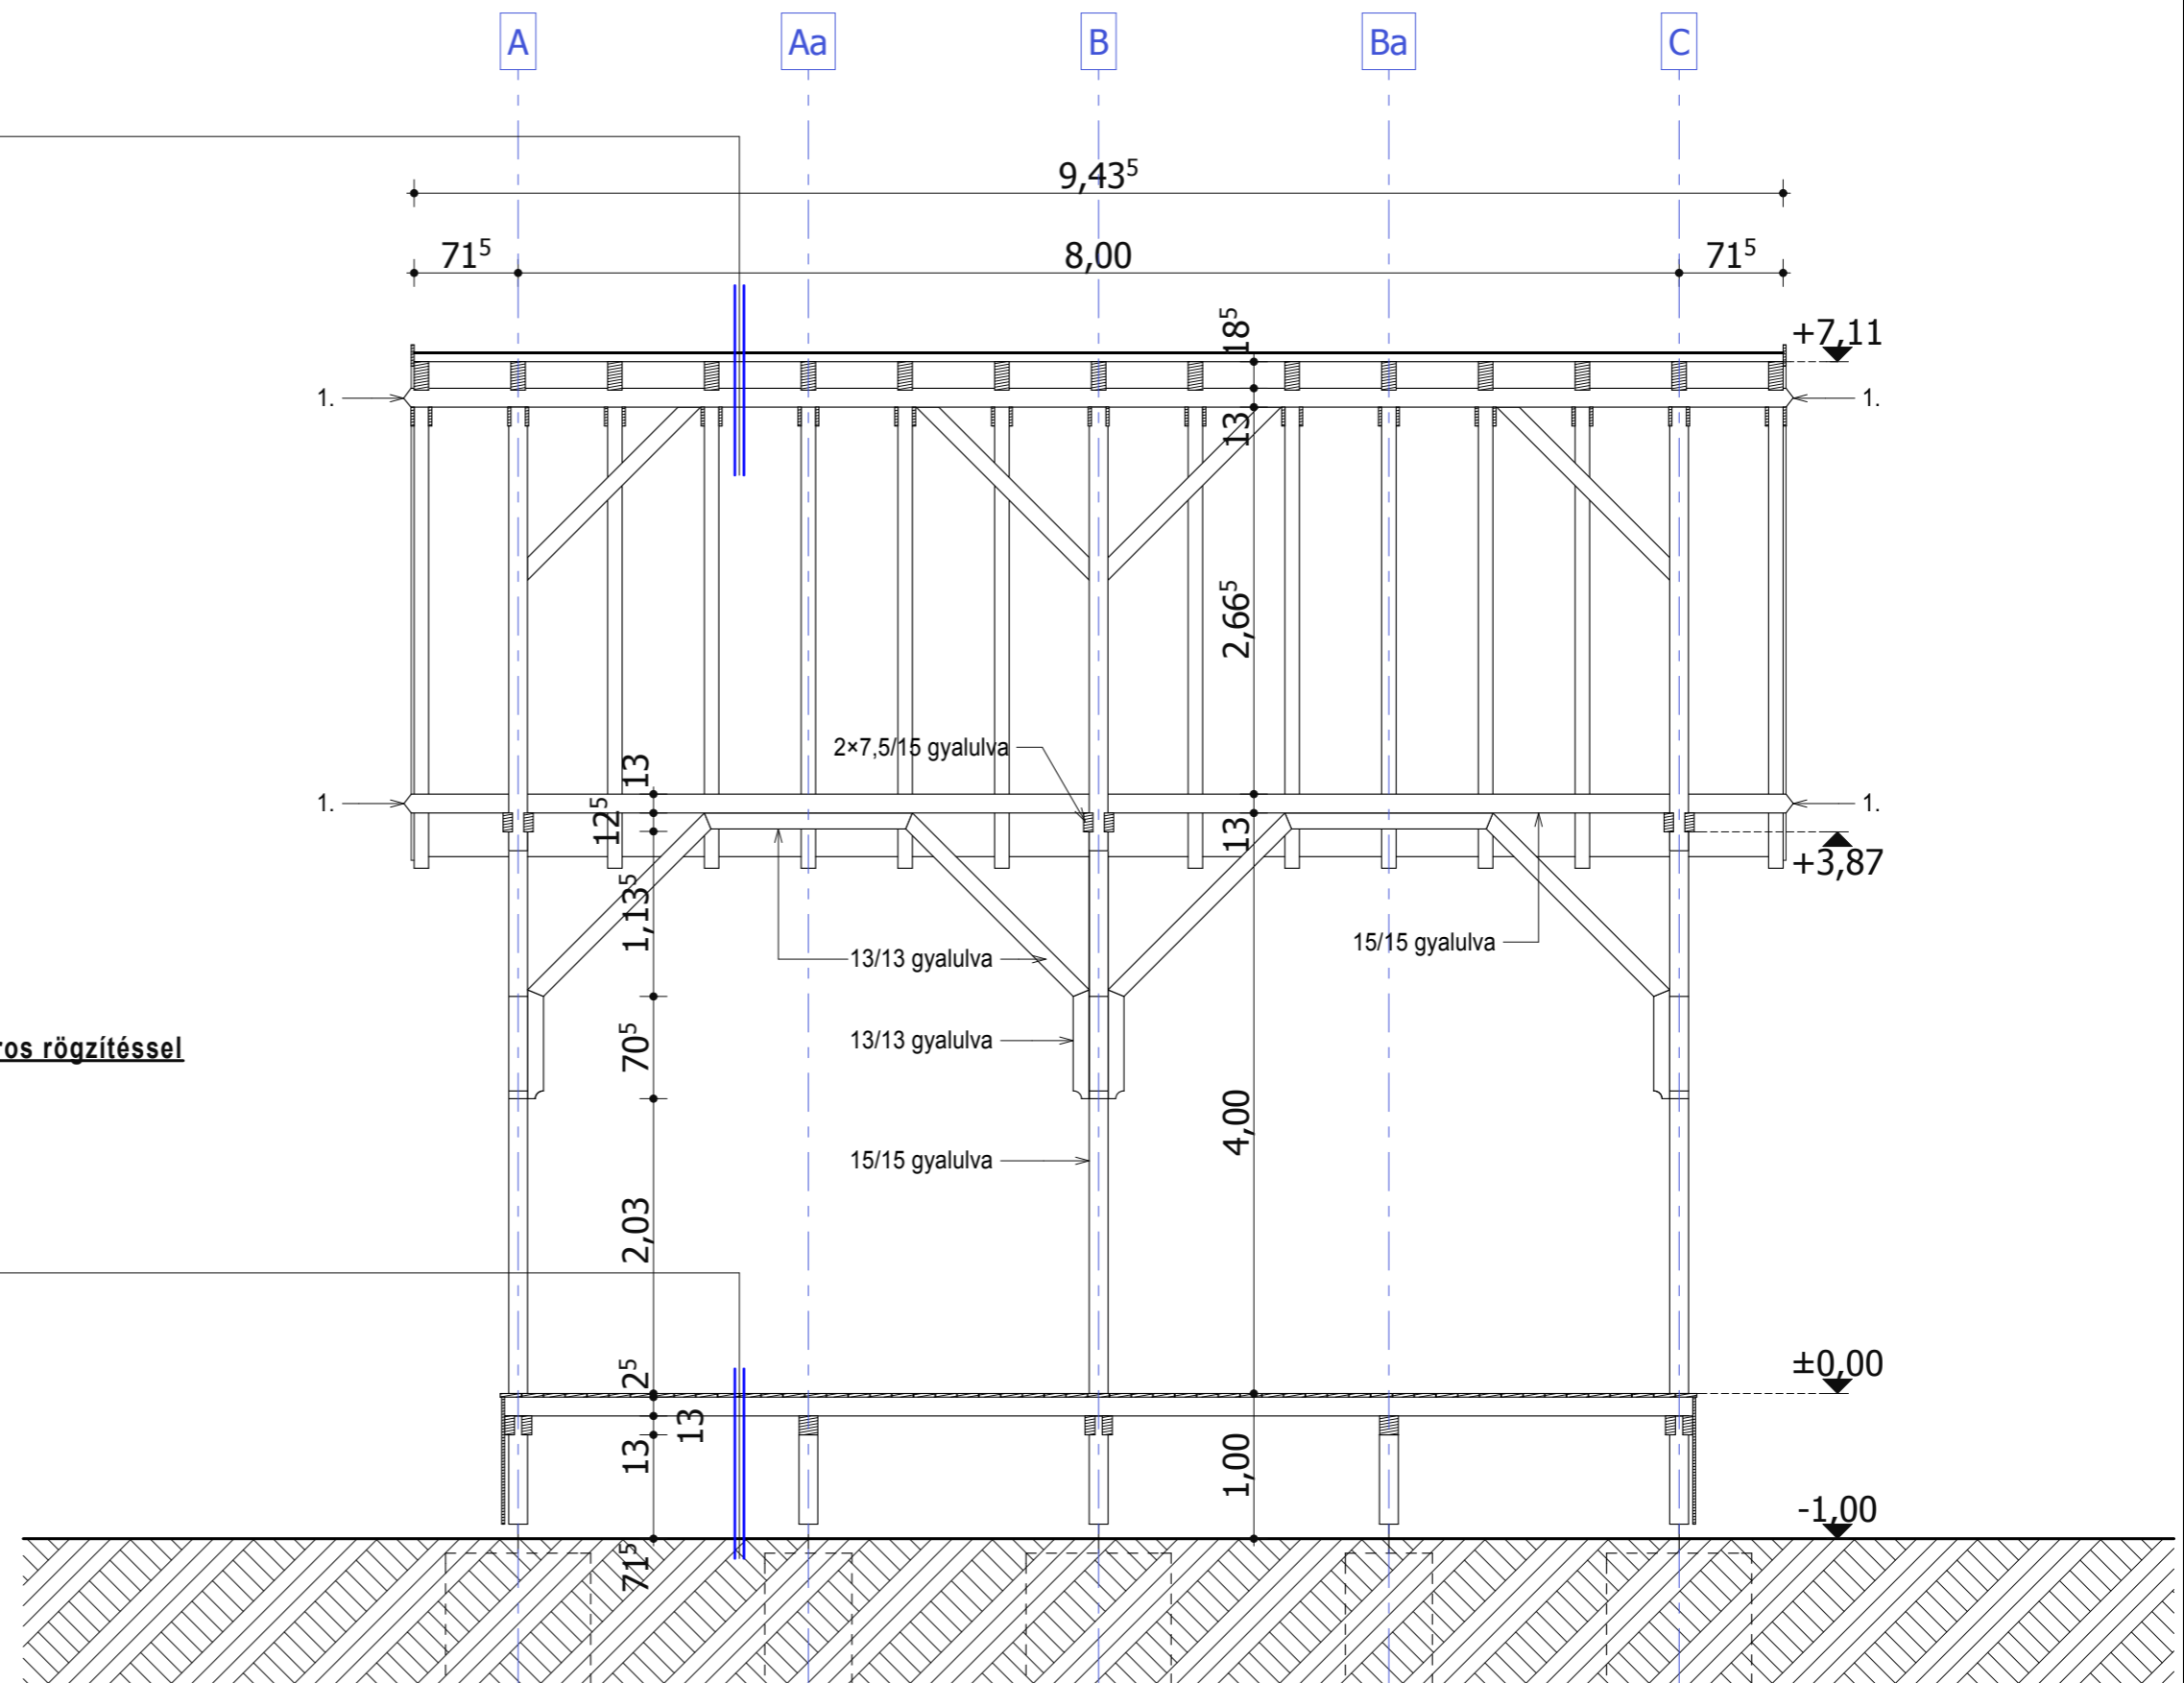 A
Aa
B
Ba
C
9,43⁵
71⁵
8,00
71⁵
18⁵
+7,11
1.
1.
13
2,66⁵
2×7,5/15 gyalulva
13
1.
1.
12⁵
13
+3,87
1,13⁵
15/15 gyalulva
13/13 gyalulva
13/13 gyalulva
ros rögzítéssel
70⁵
4,00
15/15 gyalulva
2,03
2⁵
±0,00
13
13
1,00
-1,00
71⁵